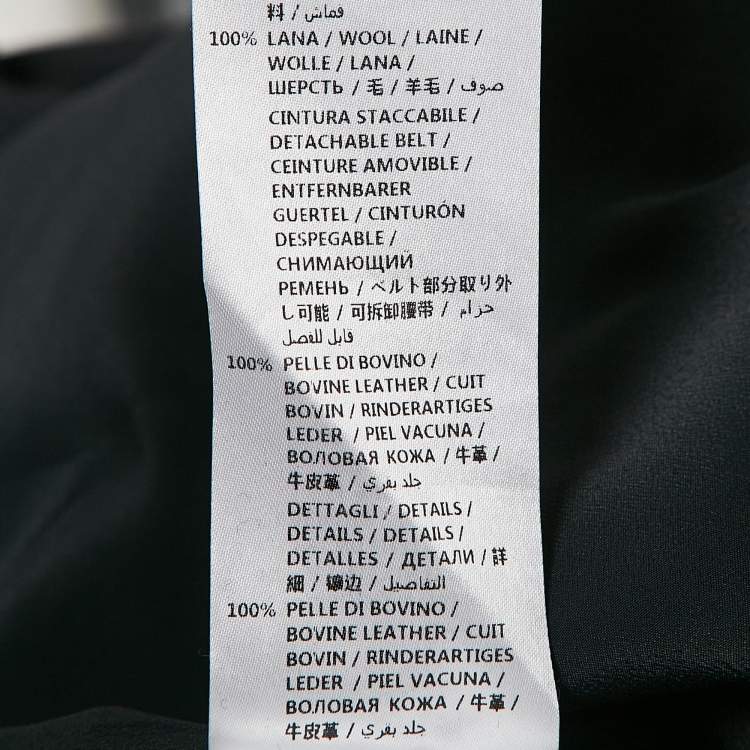 料 / قماش
100% LANA / WOOL / LAINE /
WOLLE / LANA /
ШЕРСТЬ / 毛 / 羊毛 / صوف
CINTURA STACCABILE /
DETACHABLE BELT /
CEINTURE AMOVIBLE /
ENTFERNBARER
GUERTEL / CINTURÓN
DESPEGABLE /
СНИМАЮЩИЙ
РЕМЕНЬ / ベルト部分取り外
し可能 / 可拆卸腰带 / حزام
قابل للفصل
100% PELLE DI BOVINO /
BOVINE LEATHER / CUIT
BOVIN / RINDERARTIGES
LEDER / PIEL VACUNA /
ВОЛОВАЯ КОЖА / 牛革 /
牛皮革 / جلد بقري
DETTAGLI / DETAILS /
DETAILS / DETAILS /
DETALLES / ДЕТАЛИ / 詳
細 / 镶边 / التفاصيل
100% PELLE DI BOVINO /
BOVINE LEATHER / CUIT
BOVIN / RINDERARTIGES
LEDER / PIEL VACUNA /
ВОЛОВАЯ КОЖА / 牛革 /
牛皮革 / جلد بقري